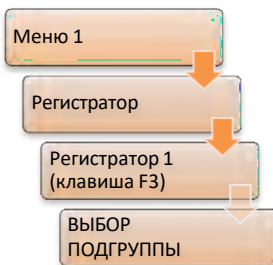 Меню 1
Регистратор
Регистратор 1
(клавиша F3)
ВЫБОР
ПОДГРУППЫ